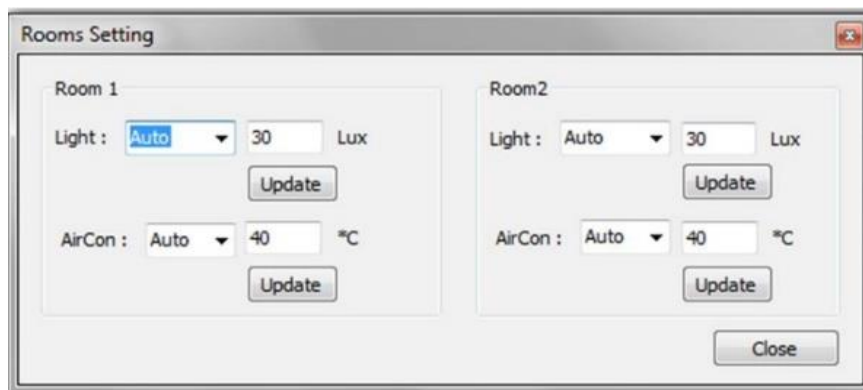 Rooms Setting
Room 1
Light : Auto 30 Lux
Update
AirCon : Auto 40 *C
Update
Room2
Light : Auto 30 Lux
Update
AirCon : Auto 40 *C
Update
Close